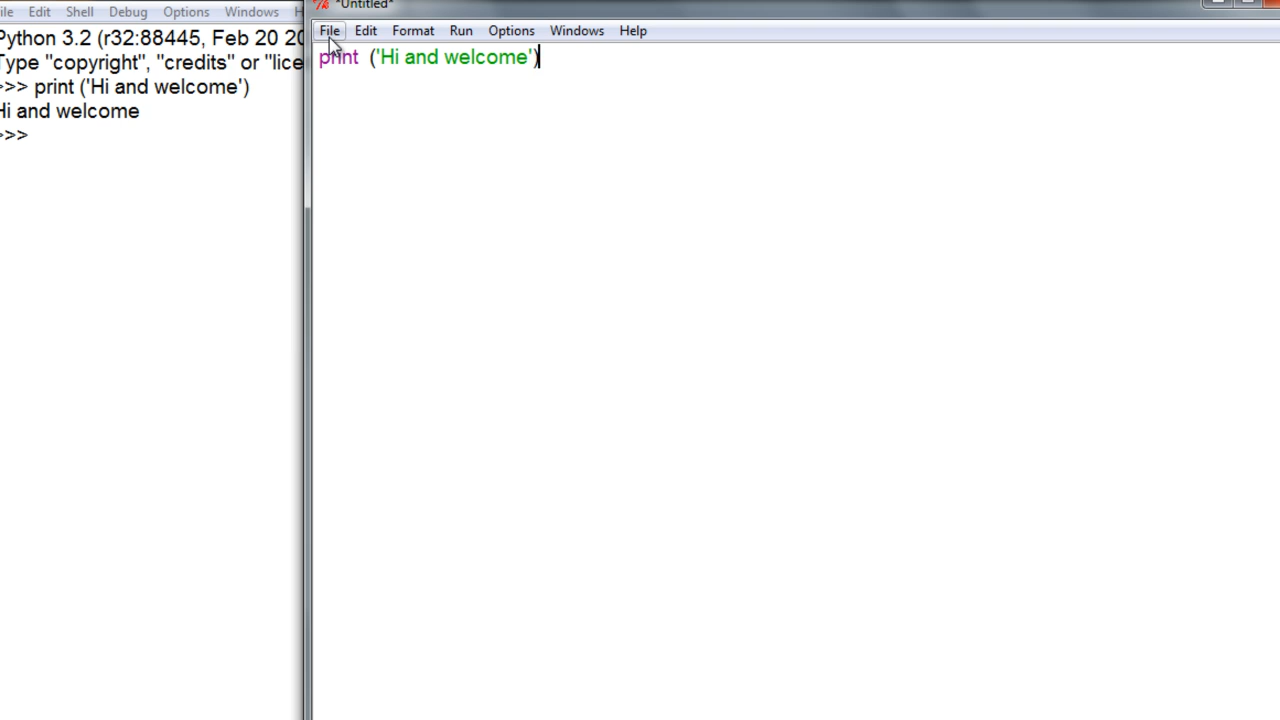 ile Edit Shell Debug Options Windows H
Python 3.2 (r32:88445, Feb 20 20
Type "copyright", "credits" or "lice
>>> print ('Hi and welcome')
Hi and welcome
>>>
*Untitled*
File Edit Format Run Options Windows Help
print  ('Hi and welcome')